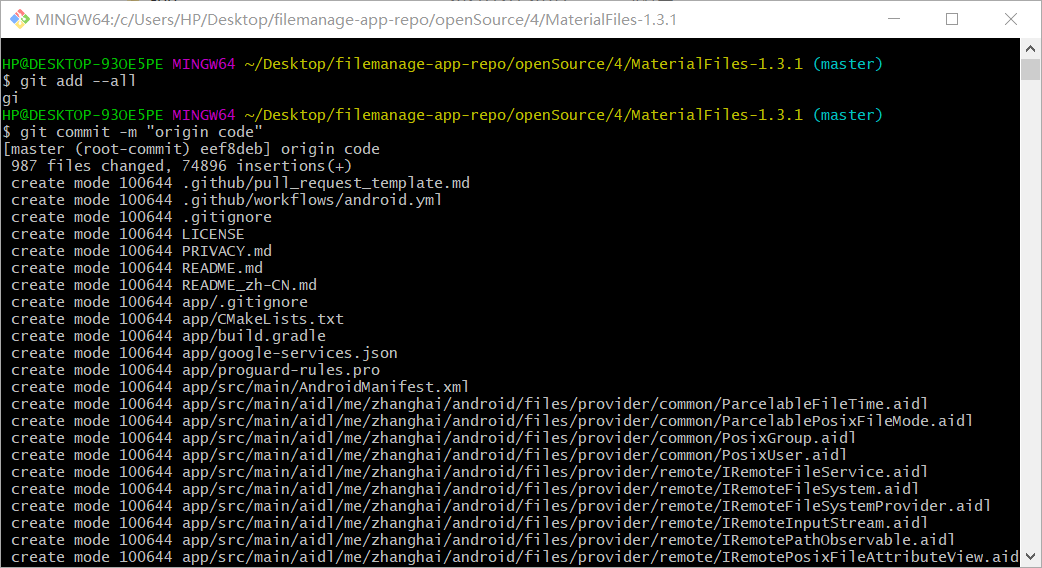 MINGW64:/c/Users/HP/Desktop/filemanage-app-repo/openSource/4/MaterialFiles-1.3.1
HP@DESKTOP-93OE5PE MINGW64 ~/Desktop/filemanage-app-repo/openSource/4/MaterialFiles-1.3.1 (master)
$ git add --all
gi
HP@DESKTOP-93OE5PE MINGW64 ~/Desktop/filemanage-app-repo/openSource/4/MaterialFiles-1.3.1 (master)
$ git commit -m "origin code"
[master (root-commit) eef8deb] origin code
 987 files changed, 74896 insertions(+)
 create mode 100644 .github/pull_request_template.md
 create mode 100644 .github/workflows/android.yml
 create mode 100644 .gitignore
 create mode 100644 LICENSE
 create mode 100644 PRIVACY.md
 create mode 100644 README.md
 create mode 100644 README_zh-CN.md
 create mode 100644 app/.gitignore
 create mode 100644 app/CMakeLists.txt
 create mode 100644 app/build.gradle
 create mode 100644 app/google-services.json
 create mode 100644 app/proguard-rules.pro
 create mode 100644 app/src/main/AndroidManifest.xml
 create mode 100644 app/src/main/aidl/me/zhanghai/android/files/provider/common/ParcelableFileTime.aidl
 create mode 100644 app/src/main/aidl/me/zhanghai/android/files/provider/common/ParcelablePosixFileMode.aidl
 create mode 100644 app/src/main/aidl/me/zhanghai/android/files/provider/common/PosixGroup.aidl
 create mode 100644 app/src/main/aidl/me/zhanghai/android/files/provider/common/PosixUser.aidl
 create mode 100644 app/src/main/aidl/me/zhanghai/android/files/provider/remote/IRemoteFileService.aidl
 create mode 100644 app/src/main/aidl/me/zhanghai/android/files/provider/remote/IRemoteFileSystem.aidl
 create mode 100644 app/src/main/aidl/me/zhanghai/android/files/provider/remote/IRemoteFileSystemProvider.aidl
 create mode 100644 app/src/main/aidl/me/zhanghai/android/files/provider/remote/IRemoteInputStream.aidl
 create mode 100644 app/src/main/aidl/me/zhanghai/android/files/provider/remote/IRemotePathObservable.aidl
 create mode 100644 app/src/main/aidl/me/zhanghai/android/files/provider/remote/IRemotePosixFileAttributeView.aid